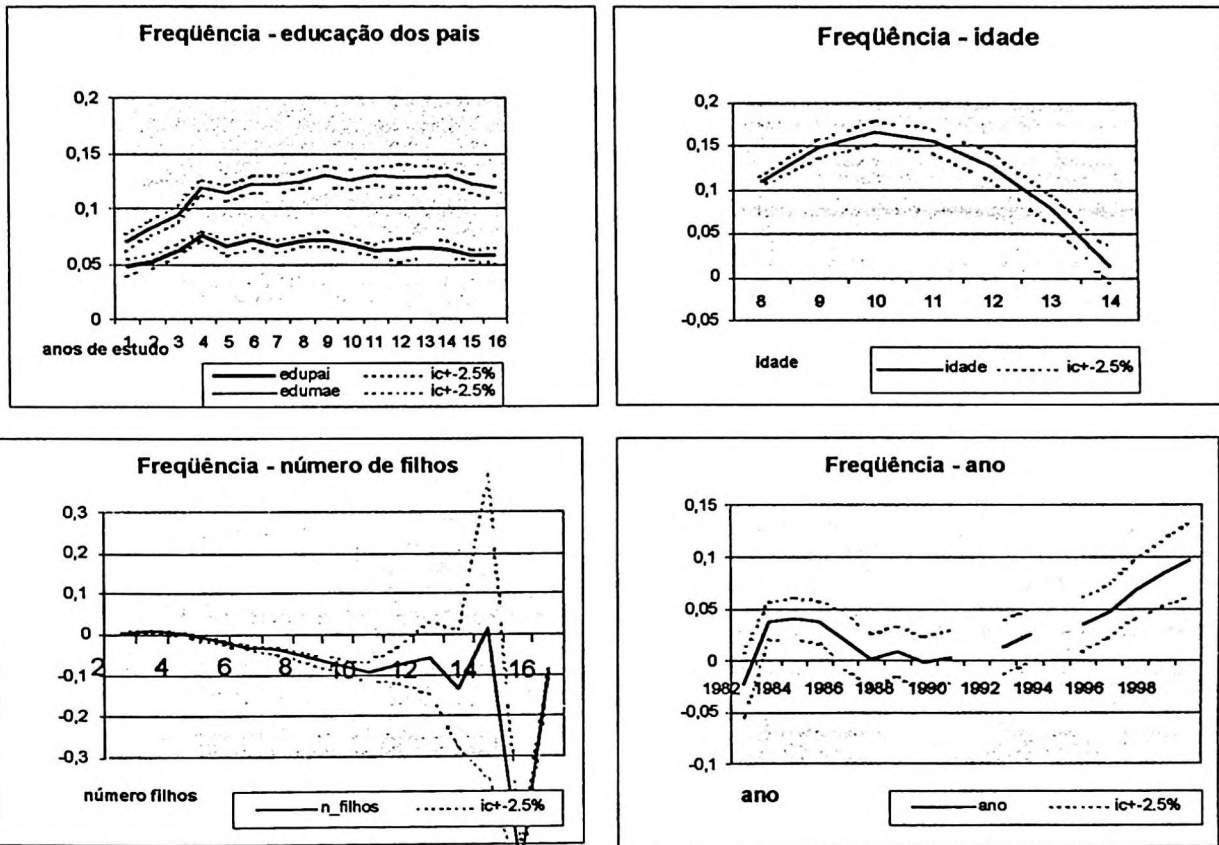 Freqüência - educação dos pais
0,2
0,15
0,1
0,05
0
1 2 3 4 5 6 7 8 9 10 11 12 13 14 15 16
anos de estudo
edupai ic+-2.5%
edumae ic+-2.5%
Freqüência - idade
0,2
0,15
0,1
0,05
0
-0,05
8 9 10 11 12 13 14
idade
idade ic+-2.5%
Freqüência - número de filhos
0,3
0,2
0,1
0
-0,1
-0,2
-0,3
2 4 6 8 10 12 14 16
número filhos
n_filhos ic+-2.5%
Freqüência - ano
0,15
0,1
0,05
0
-0,05
-0,1
1982 1984 1986 1988 1990 1992 1994 1996 1998
ano
ano ic+-2.5%